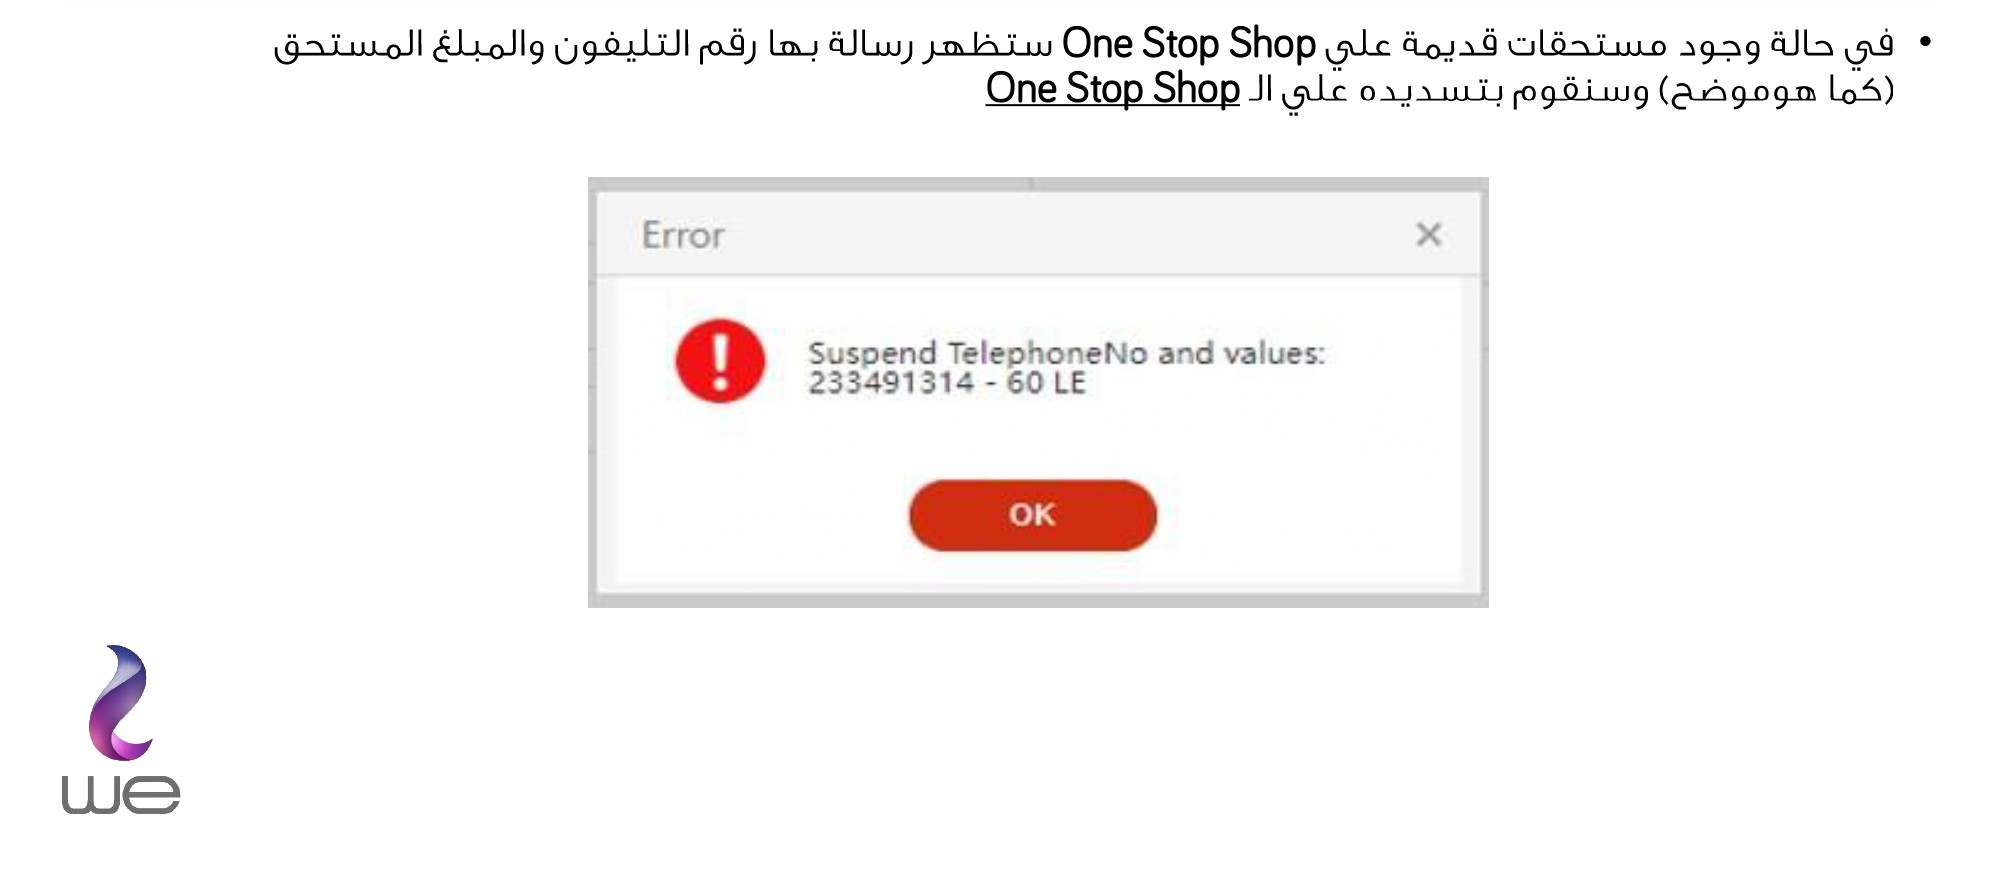 • في حالة وجود مستحقات قديمة علي One Stop Shop ستظهر رسالة بها رقم التليفون والمبلغ المستحق
(كما هوموضح) وسنقوم بتسديده علي الـ One Stop Shop
Error ×
Suspend TelephoneNo and values:
233491314 - 60 LE
OK
we